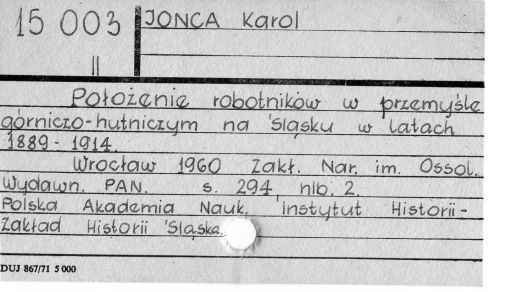 15 003
II
JONCA Karol
Położenie robotników w przemyśle
górniczo-hutniczym na Śląsku w latach
1889-1914.
Wrocław 1960 Zakł. Nar. im. Ossol.
Wydawn. PAN. s. 294, nlb. 2.
Polska Akademia Nauk. Instytut Historii-
Zakład Historii Śląska.
DUJ 867/71 5 000